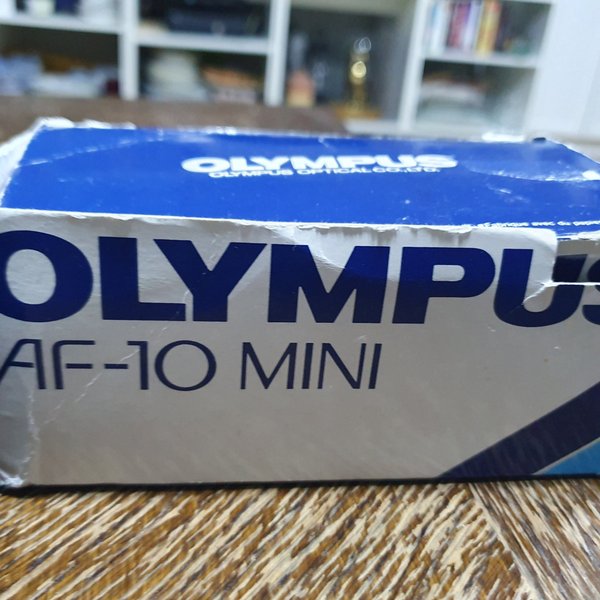 OLYMPUS
OLYMPUS OPTICAL CO.,LTD.
OLYMPUS
AF-10 MINI